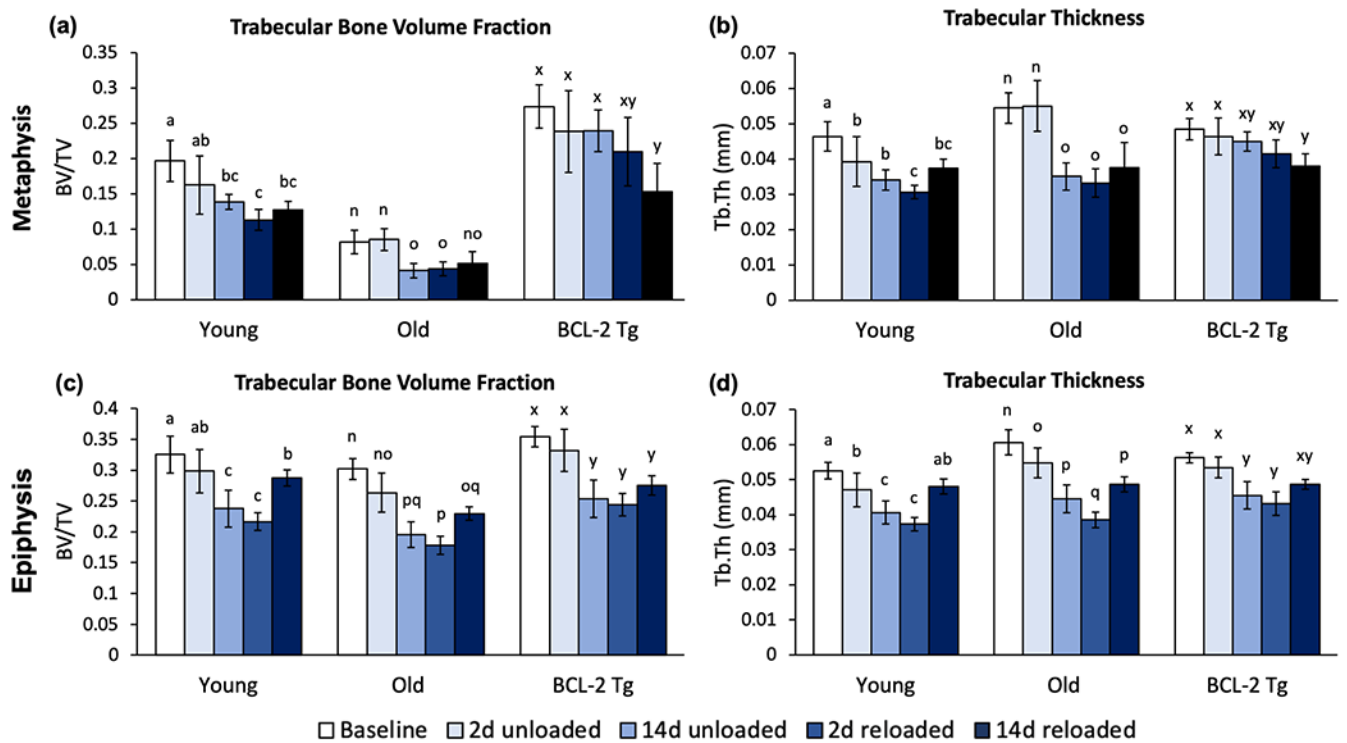 (a)
Trabecular Bone Volume Fraction
0.35
0.3
0.25
0.2
0.15
0.1
0.05
0
BV/TV
Metaphysis
a ab bc c bc
n n o o no
x x x xy y
Young Old BCL-2 Tg
(b)
Trabecular Thickness
0.07
0.06
0.05
0.04
0.03
0.02
0.01
0
Tb.Th (mm)
a b b c bc
n n o o o
x x xy xy y
Young Old BCL-2 Tg
(c)
Trabecular Bone Volume Fraction
0.4
0.35
0.3
0.25
0.2
0.15
0.1
0.05
0
BV/TV
Epiphysis
a ab c c b
n no pq p oq
x x y y y
Young Old BCL-2 Tg
(d)
Trabecular Thickness
0.07
0.06
0.05
0.04
0.03
0.02
0.01
0
Tb.Th (mm)
a b c c ab
n o p q p
x x y y xy
Young Old BCL-2 Tg
Baseline 2d unloaded 14d unloaded 2d reloaded 14d reloaded